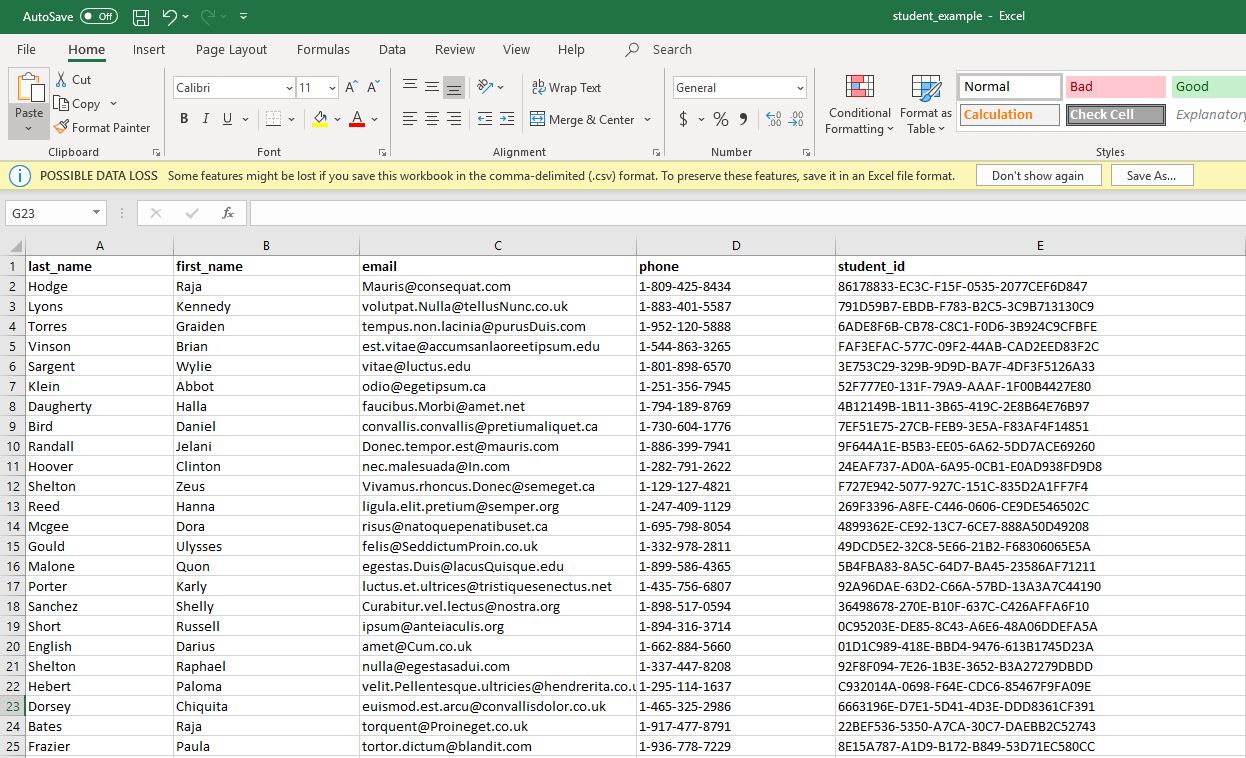 AutoSave Off student_example - Excel
File Home Insert Page Layout Formulas Data Review View Help Search
Paste Cut Copy Format Painter
Calibri 11 A A
B I U A
ab Wrap Text
Merge & Center
General
$ % 9 .00 .00
Conditional Formatting Format as Table
Normal Bad Good
Calculation Check Cell Explanatory
Clipboard Font Alignment Number Styles
POSSIBLE DATA LOSS Some features might be lost if you save this workbook in the comma-delimited (.csv) format. To preserve these features, save it in an Excel file format. Don't show again Save As...
G23 fx
A B C D E
1 last_name first_name email phone student_id
2 Hodge Raja Mauris@consequat.com 1-809-425-8434 86178833-EC3C-F15F-0535-2077CEF6D847
3 Lyons Kennedy volutpat.Nulla@tellusNunc.co.uk 1-883-401-5587 791D59B7-EBDB-F783-B2C5-3C9B713130C9
4 Torres Graiden tempus.non.lacinia@purusDuis.com 1-952-120-5888 6ADE8F6B-CB78-C8C1-F0D6-3B924C9CFBFE
5 Vinson Brian est.vitae@accumsanlaoreetipsum.edu 1-544-863-3265 FAF3EFAC-577C-09F2-44AB-CAD2EED83F2C
6 Sargent Wylie vitae@luctus.edu 1-801-898-6570 3E753C29-329B-9D9D-BA7F-4DF3F5126A33
7 Klein Abbot odio@egetipsum.ca 1-251-356-7945 52F777E0-131F-79A9-AAAF-1F00B4427E80
8 Daugherty Halla faucibus.Morbi@amet.net 1-794-189-8769 4B12149B-1B11-3B65-419C-2E8B64E76B97
9 Bird Daniel convallis.convallis@pretiumaliquet.ca 1-730-604-1776 7EF51E75-27CB-FEB9-3E5A-F83AF4F14851
10 Randall Jelani Donec.tempor.est@mauris.com 1-886-399-7941 9F644A1E-B5B3-EE05-6A62-5DD7ACE69260
11 Hoover Clinton nec.malesuada@In.com 1-282-791-2622 24EAF737-AD0A-6A95-0CB1-E0AD938FD9D8
12 Shelton Zeus Vivamus.rhoncus.Donec@semeget.ca 1-129-127-4821 F727E942-5077-927C-151C-835D2A1FF7F4
13 Reed Hanna ligula.elit.pretium@semper.org 1-247-409-1129 269F3396-A8FE-C446-0606-CE9DE546502C
14 Mcgee Dora risus@natoquepenatibuset.ca 1-695-798-8054 4899362E-CE92-13C7-6CE7-888A50D49208
15 Gould Ulysses felis@SeddictumProin.co.uk 1-332-978-2811 49DCD5E2-32C8-5E66-21B2-F68306065E5A
16 Malone Quon egestas.Duis@lacusQuisque.edu 1-899-586-4365 5B4FBA83-8A5C-64D7-BA45-23586AF71211
17 Porter Karly luctus.et.ultrices@tristiquesenectus.net 1-435-756-6807 92A96DAE-63D2-C66A-57BD-13A3A7C44190
18 Sanchez Shelly Curabitur.vel.lectus@nostra.org 1-898-517-0594 36498678-270E-B10F-637C-C426AFFA6F10
19 Short Russell ipsum@anteiaculis.org 1-894-316-3714 0C95203E-DE85-8C43-A6E6-48A06DDEFA5A
20 English Darius amet@Cum.co.uk 1-662-884-5660 01D1C989-418E-BBD4-9476-613B1745D23A
21 Shelton Raphael nulla@egestasadui.com 1-337-447-8208 92F8F094-7E26-1B3E-3652-B3A27279DBDD
22 Hebert Paloma velit.Pellentesque.ultricies@hendrerita.co.u 1-295-114-1637 C932014A-0698-F64E-CDC6-85467F9FA09E
23 Dorsey Chiquita euismod.est.arcu@convallisdolor.co.uk 1-465-325-2986 6663196E-D7E1-5D41-4D3E-DDD8361CF391
24 Bates Raja torquent@Proineget.co.uk 1-917-477-8791 22BEF536-5350-A7CA-30C7-DAEBB2C52743
25 Frazier Paula tortor.dictum@blandit.com 1-936-778-7229 8E15A787-A1D9-B172-B849-53D71EC580CC